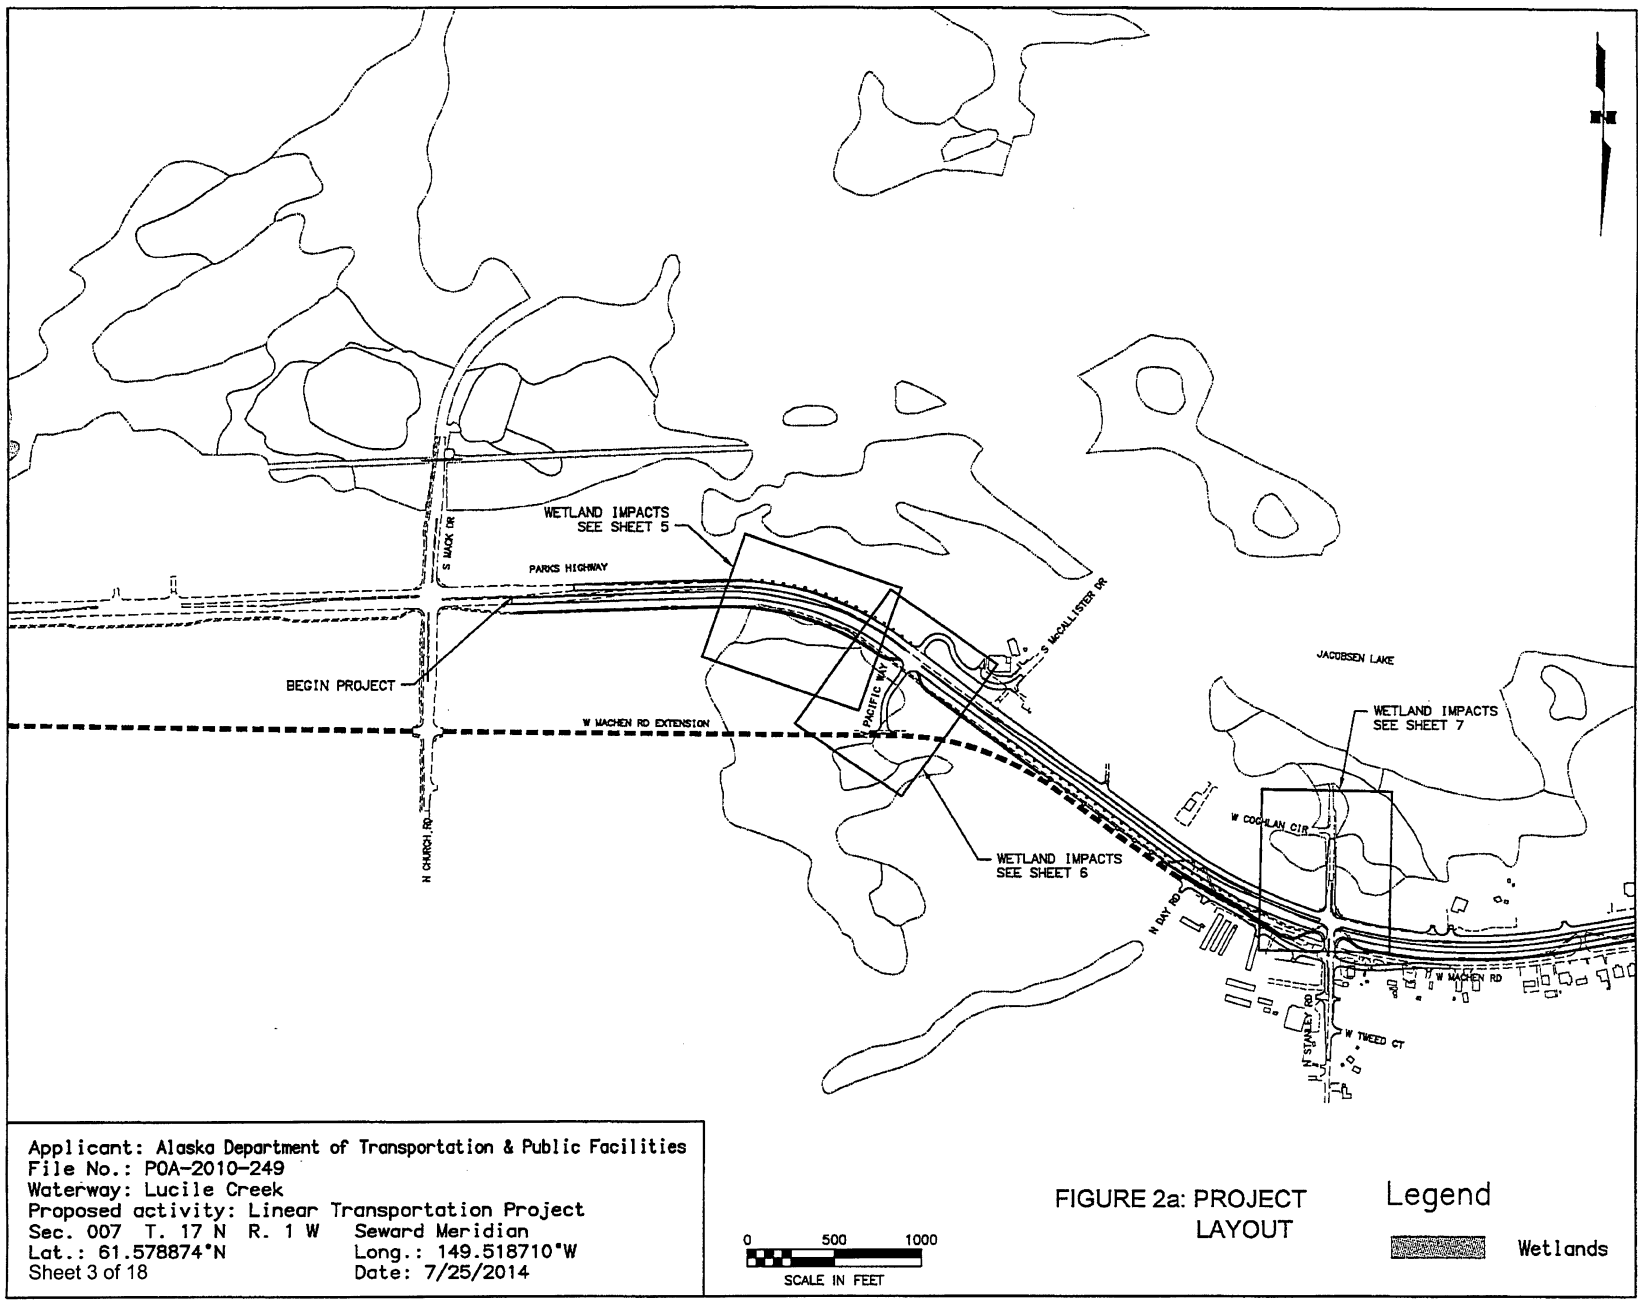 WETLAND IMPACTS
SEE SHEET 5
S MACK DR
PARKS HIGHWAY
S McCALLISTER DR
JACOBSEN LAKE
BEGIN PROJECT
PACIFIC WAY
W MACHEN RD EXTENSION
WETLAND IMPACTS
SEE SHEET 7
W COCHLAN CIR
N CHURCH RD
WETLAND IMPACTS
SEE SHEET 6
N DAY RD
W MACHEN RD
N STANLEY RD
W TWEED CT
Applicant: Alaska Department of Transportation & Public Facilities
File No.: POA-2010-249
Waterway: Lucile Creek
Proposed activity: Linear Transportation Project
Sec. 007 T. 17 N R. 1 W Seward Meridian
Lat.: 61.578874°N Long.: 149.518710°W
Sheet 3 of 18 Date: 7/25/2014
0 500 1000
SCALE IN FEET
FIGURE 2a: PROJECT
LAYOUT
Legend
Wetlands